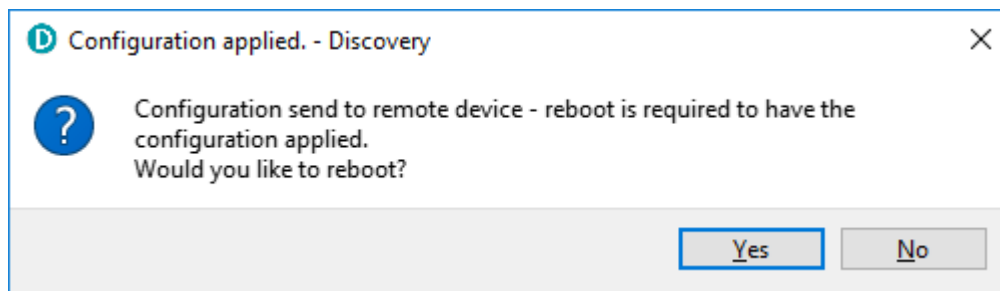 Configuration applied. - Discovery
Configuration send to remote device - reboot is required to have the
configuration applied.
Would you like to reboot?
Yes
No